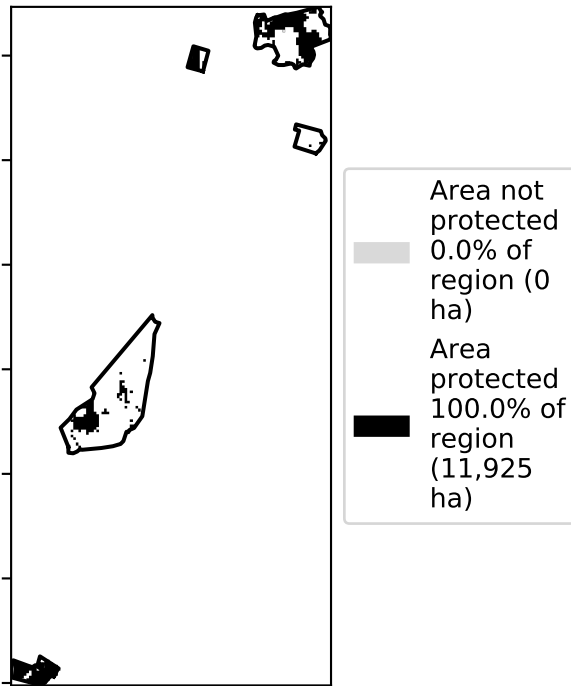 Area not
protected
0.0% of
region (0
ha)
Area
protected
100.0% of
region
(11,925
ha)